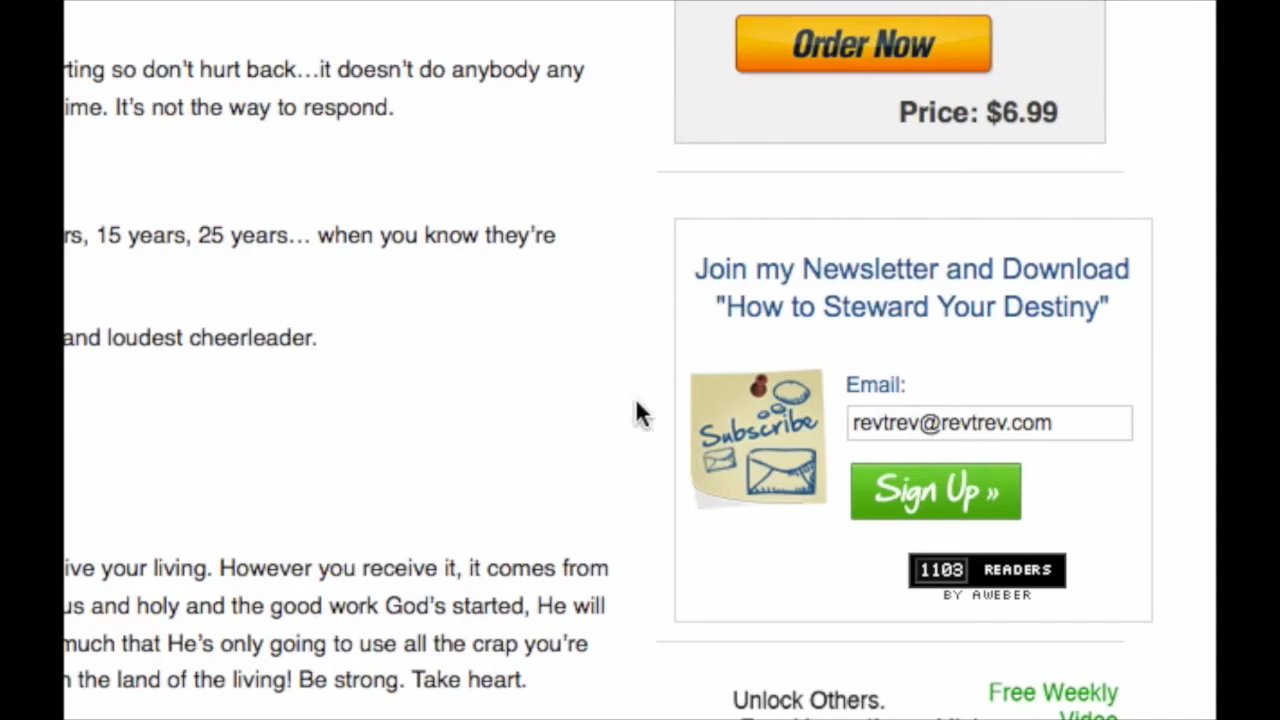 rting so don’t hurt back…it doesn’t do anybody any
ime. It’s not the way to respond.
rs, 15 years, 25 years… when you know they’re
and loudest cheerleader.
ive your living. However you receive it, it comes from
us and holy and the good work God’s started, He will
much that He’s only going to use all the crap you’re
the land of the living! Be strong. Take heart.
Order Now
Price: $6.99
Join my Newsletter and Download
"How to Steward Your Destiny"
Subscribe
Email:
revtrev@revtrev.com
Sign Up »
1103 READERS
BY AWEBER
Unlock Others.
Free Weekly
Video